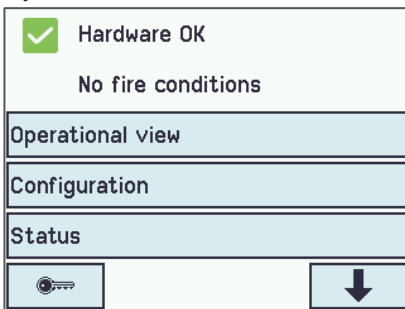 Hardware OK
No fire conditions
Operational view
Configuration
Status